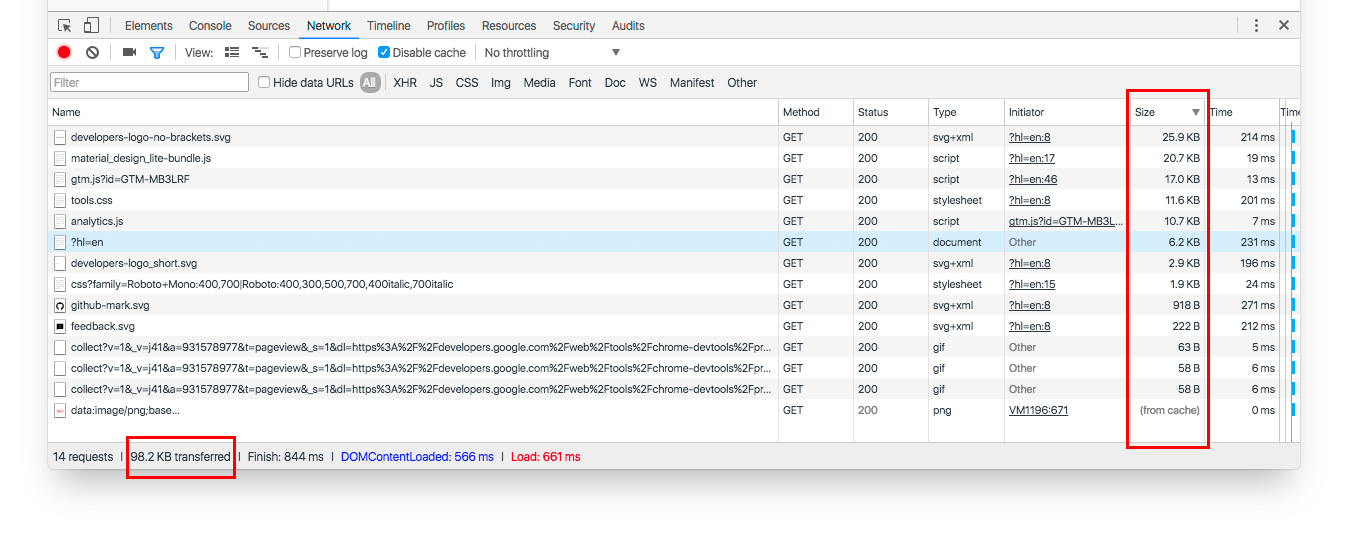 Elements Console Sources Network Timeline Profiles Resources Security Audits
View: Preserve log Disable cache No throttling
Filter Hide data URLs All XHR JS CSS Img Media Font Doc WS Manifest Other
Name Method Status Type Initiator Size Time Time
developers-logo-no-brackets.svg GET 200 svg+xml ?hl=en:8 25.9 KB 214 ms
material_design_lite-bundle.js GET 200 script ?hl=en:17 20.7 KB 19 ms
gtm.js?id=GTM-MB3LRF GET 200 script ?hl=en:46 17.0 KB 13 ms
tools.css GET 200 stylesheet ?hl=en:8 11.6 KB 201 ms
analytics.js GET 200 script gtm.js?id=GTM-MB3L... 10.7 KB 7 ms
?hl=en GET 200 document Other 6.2 KB 231 ms
developers-logo_short.svg GET 200 svg+xml ?hl=en:8 2.9 KB 196 ms
css?family=Roboto+Mono:400,700|Roboto:400,300,500,700,400italic,700italic GET 200 stylesheet ?hl=en:15 1.9 KB 24 ms
github-mark.svg GET 200 svg+xml ?hl=en:8 918 B 271 ms
feedback.svg GET 200 svg+xml ?hl=en:8 222 B 212 ms
collect?v=1&_v=j41&a=931578977&t=pageview&_s=1&dl=https%3A%2F%2Fdevelopers.google.com%2Fweb%2Ftools%2Fchrome-devtools%2Fpr... GET 200 gif Other 63 B 5 ms
collect?v=1&_v=j41&a=931578977&t=pageview&_s=1&dl=https%3A%2F%2Fdevelopers.google.com%2Fweb%2Ftools%2Fchrome-devtools%2Fpr... GET 200 gif Other 58 B 6 ms
collect?v=1&_v=j41&a=931578977&t=pageview&_s=1&dl=https%3A%2F%2Fdevelopers.google.com%2Fweb%2Ftools%2Fchrome-devtools%2Fpr... GET 200 gif Other 58 B 6 ms
data:image/png;base... GET 200 png VM1196:671 (from cache) 0 ms
14 requests | 98.2 KB transferred | Finish: 844 ms | DOMContentLoaded: 566 ms | Load: 661 ms